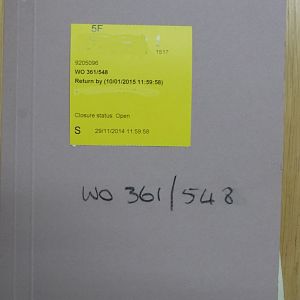 5F
1517
9205096
WO 361/548
Return by (10/01/2015 11:59:58)
Closure status: Open
S 29/11/2014 11:59:58
WO 361/548